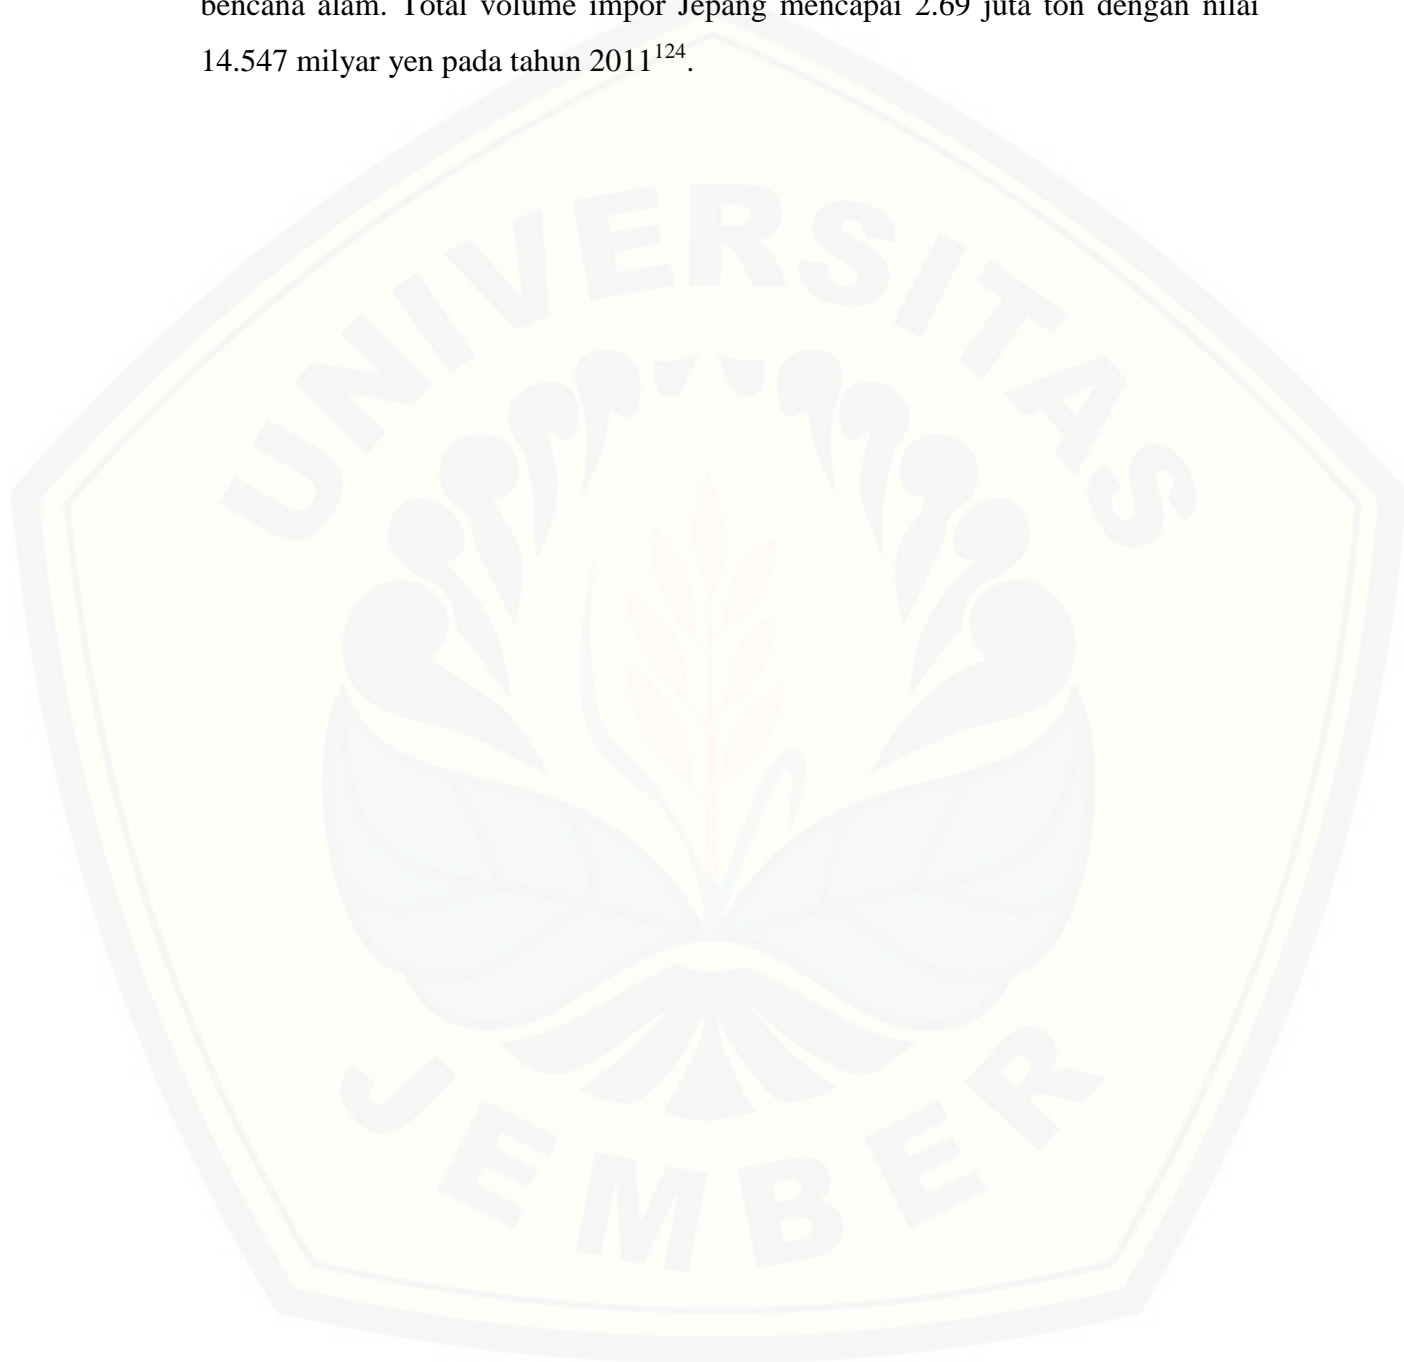 bencana alam. Total volume impor Jepang mencapai 2.69 juta ton dengan nilai
14.547 milyar yen pada tahun 2011¹²⁴.
UNIVERSITAS
JEMBER